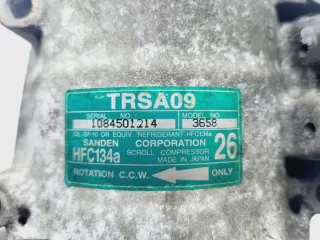 TRSA09
SERIAL NO. MODEL NO
1084501214 3658
OIL:SP-10 OR EQUIV. REFRIGERANT HFC134a
SANDEN CORPORATION
HFC134a SCROLL COMPRESSOR 26
MADE IN JAPAN
ROTATION C.C.W. ONLY